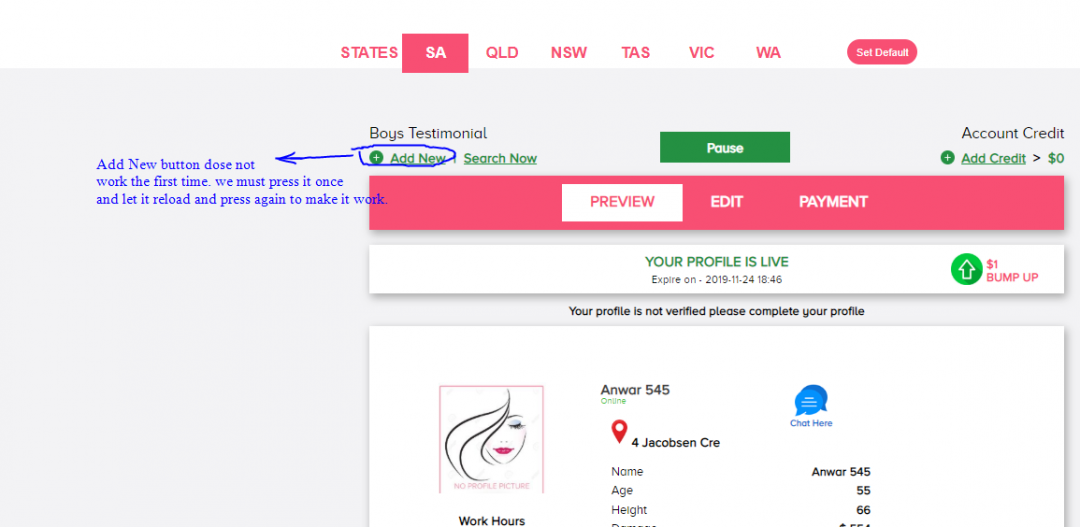 STATES SA QLD NSW TAS VIC WA Set Default
Boys Testimonial
Add New | Search Now
Pause
Account Credit
Add Credit > $0
Add New button dose not
work the first time. we must press it once
and let it reload and press again to make it work.
PREVIEW EDIT PAYMENT
YOUR PROFILE IS LIVE
Expire on - 2019-11-24 18:46
$1
BUMP UP
Your profile is not verified please complete your profile
NO PROFILE PICTURE
Work Hours
Anwar 545
Online
4 Jacobsen Cre
Chat Here
Name Anwar 545
Age 55
Height 66